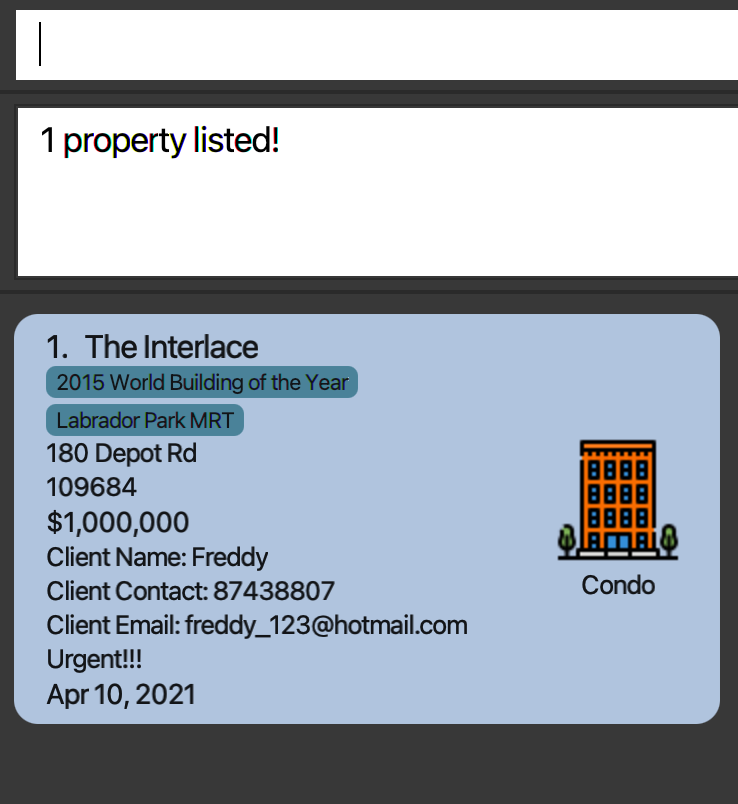 1 property listed!
1. The Interlace
2015 World Building of the Year
Labrador Park MRT
180 Depot Rd
109684
$1,000,000
Client Name: Freddy
Client Contact: 87438807
Client Email: freddy_123@hotmail.com
Urgent!!!
Apr 10, 2021
Condo